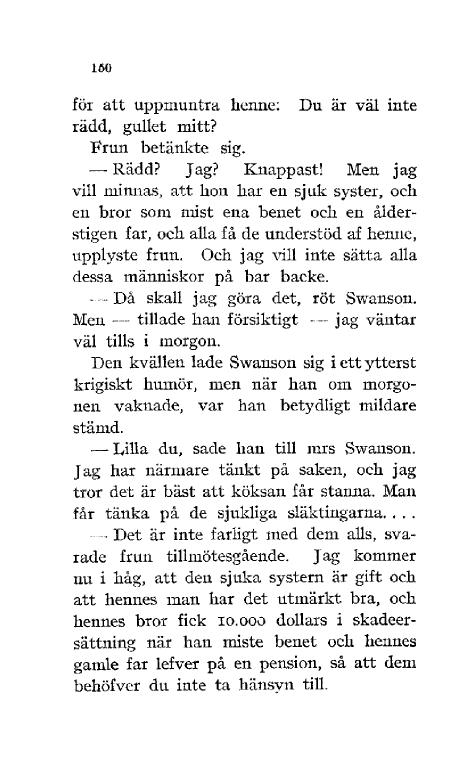 150
för att uppmuntra henne: Du är väl inte
rädd, gullet mitt?
Frun betänkte sig.
— Rädd? Jag? Knappast! Men jag
vill minnas, att hon har en sjuk syster, och
en bror som mist ena benet och en ålder-
stigen far, och alla få de understöd af henne,
upplyste frun. Och jag vill inte sätta alla
dessa människor på bar backe.
— Då skall jag göra det, röt Swanson.
Men — tillade han försiktigt — jag väntar
väl tills i morgon.
Den kvällen lade Swanson sig i ett ytterst
krigiskt humör, men när han om morgo-
nen vaknade, var han betydligt mildare
stämd.
— Lilla du, sade han till mrs Swanson.
Jag har närmare tänkt på saken, och jag
tror det är bäst att köksan får stanna. Man
får tänka på de sjukliga släktingarna. . . .
— Det är inte farligt med dem alls, sva-
rade frun tillmötesgående. Jag kommer
nu i håg, att den sjuka systern är gift och
att hennes man har det utmärkt bra, och
hennes bror fick 10.000 dollars i skadeer-
sättning när han miste benet och hennes
gamle far lefver på en pension, så att dem
behöfver du inte ta hänsyn till.